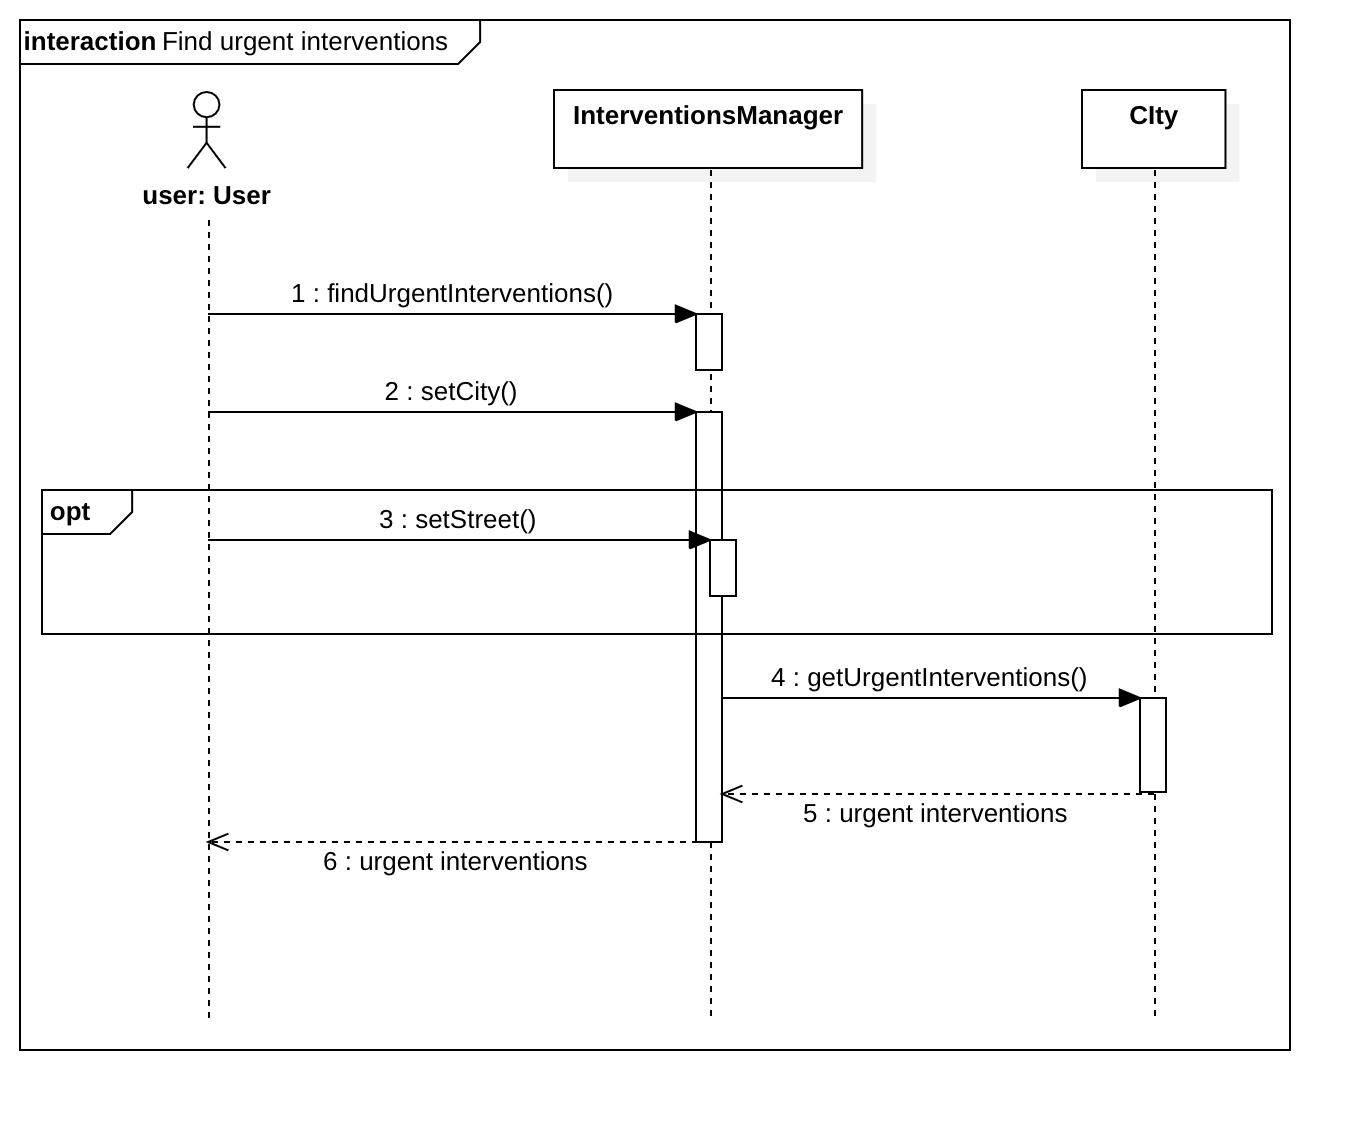 interaction Find urgent interventions
InterventionsManager
CIty
user: User
1 : findUrgentInterventions()
2 : setCity()
opt
3 : setStreet()
4 : getUrgentInterventions()
5 : urgent interventions
6 : urgent interventions